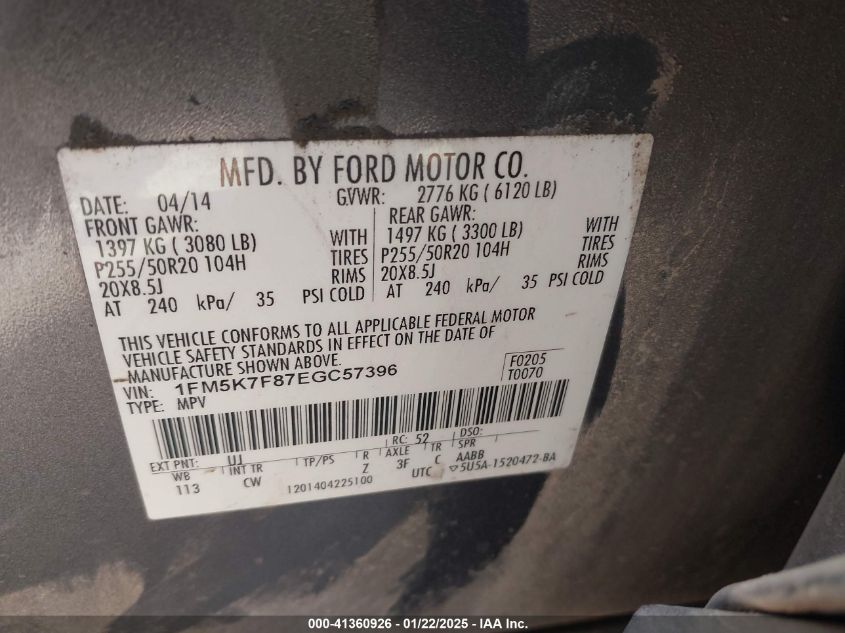 MFD. BY FORD MOTOR CO.
DATE: 04/14 GVWR: 2776 KG ( 6120 LB)
FRONT GAWR: REAR GAWR:
1397 KG ( 3080 LB) WITH 1497 KG ( 3300 LB) WITH
P255/50R20 104H TIRES P255/50R20 104H TIRES
20X8.5J RIMS 20X8.5J RIMS
AT 240 kPa/ 35 PSI COLD AT 240 kPa/ 35 PSI COLD
THIS VEHICLE CONFORMS TO ALL APPLICABLE FEDERAL MOTOR
VEHICLE SAFETY STANDARDS IN EFFECT ON THE DATE OF
MANUFACTURE SHOWN ABOVE.
VIN: 1FM5K7F87EGC57396 F0205
TYPE: MPV T0070
EXT PNT: UJ RC: 52 DSO:
WB INT TR TP/PS R AXLE TR SPR
113 CW Z 3F C AABB
1201404225100 UTC ▽5U5A-1520472-BA
000-41360926 - 01/22/2025 - IAA Inc.